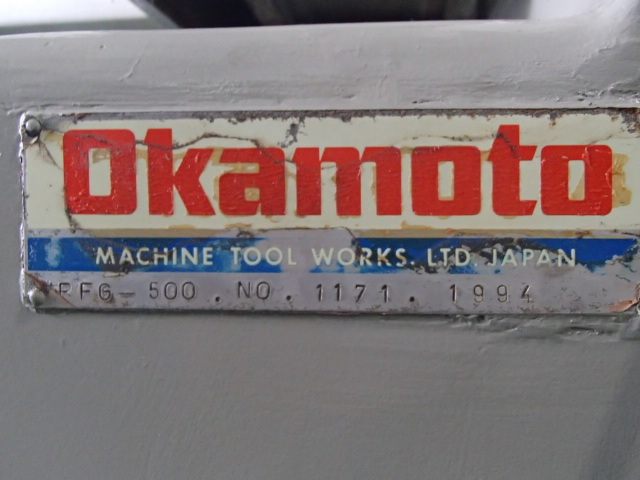 Okamoto
MACHINE TOOL WORKS. LTD. JAPAN
PFG-500 . NO. 1171. 1994